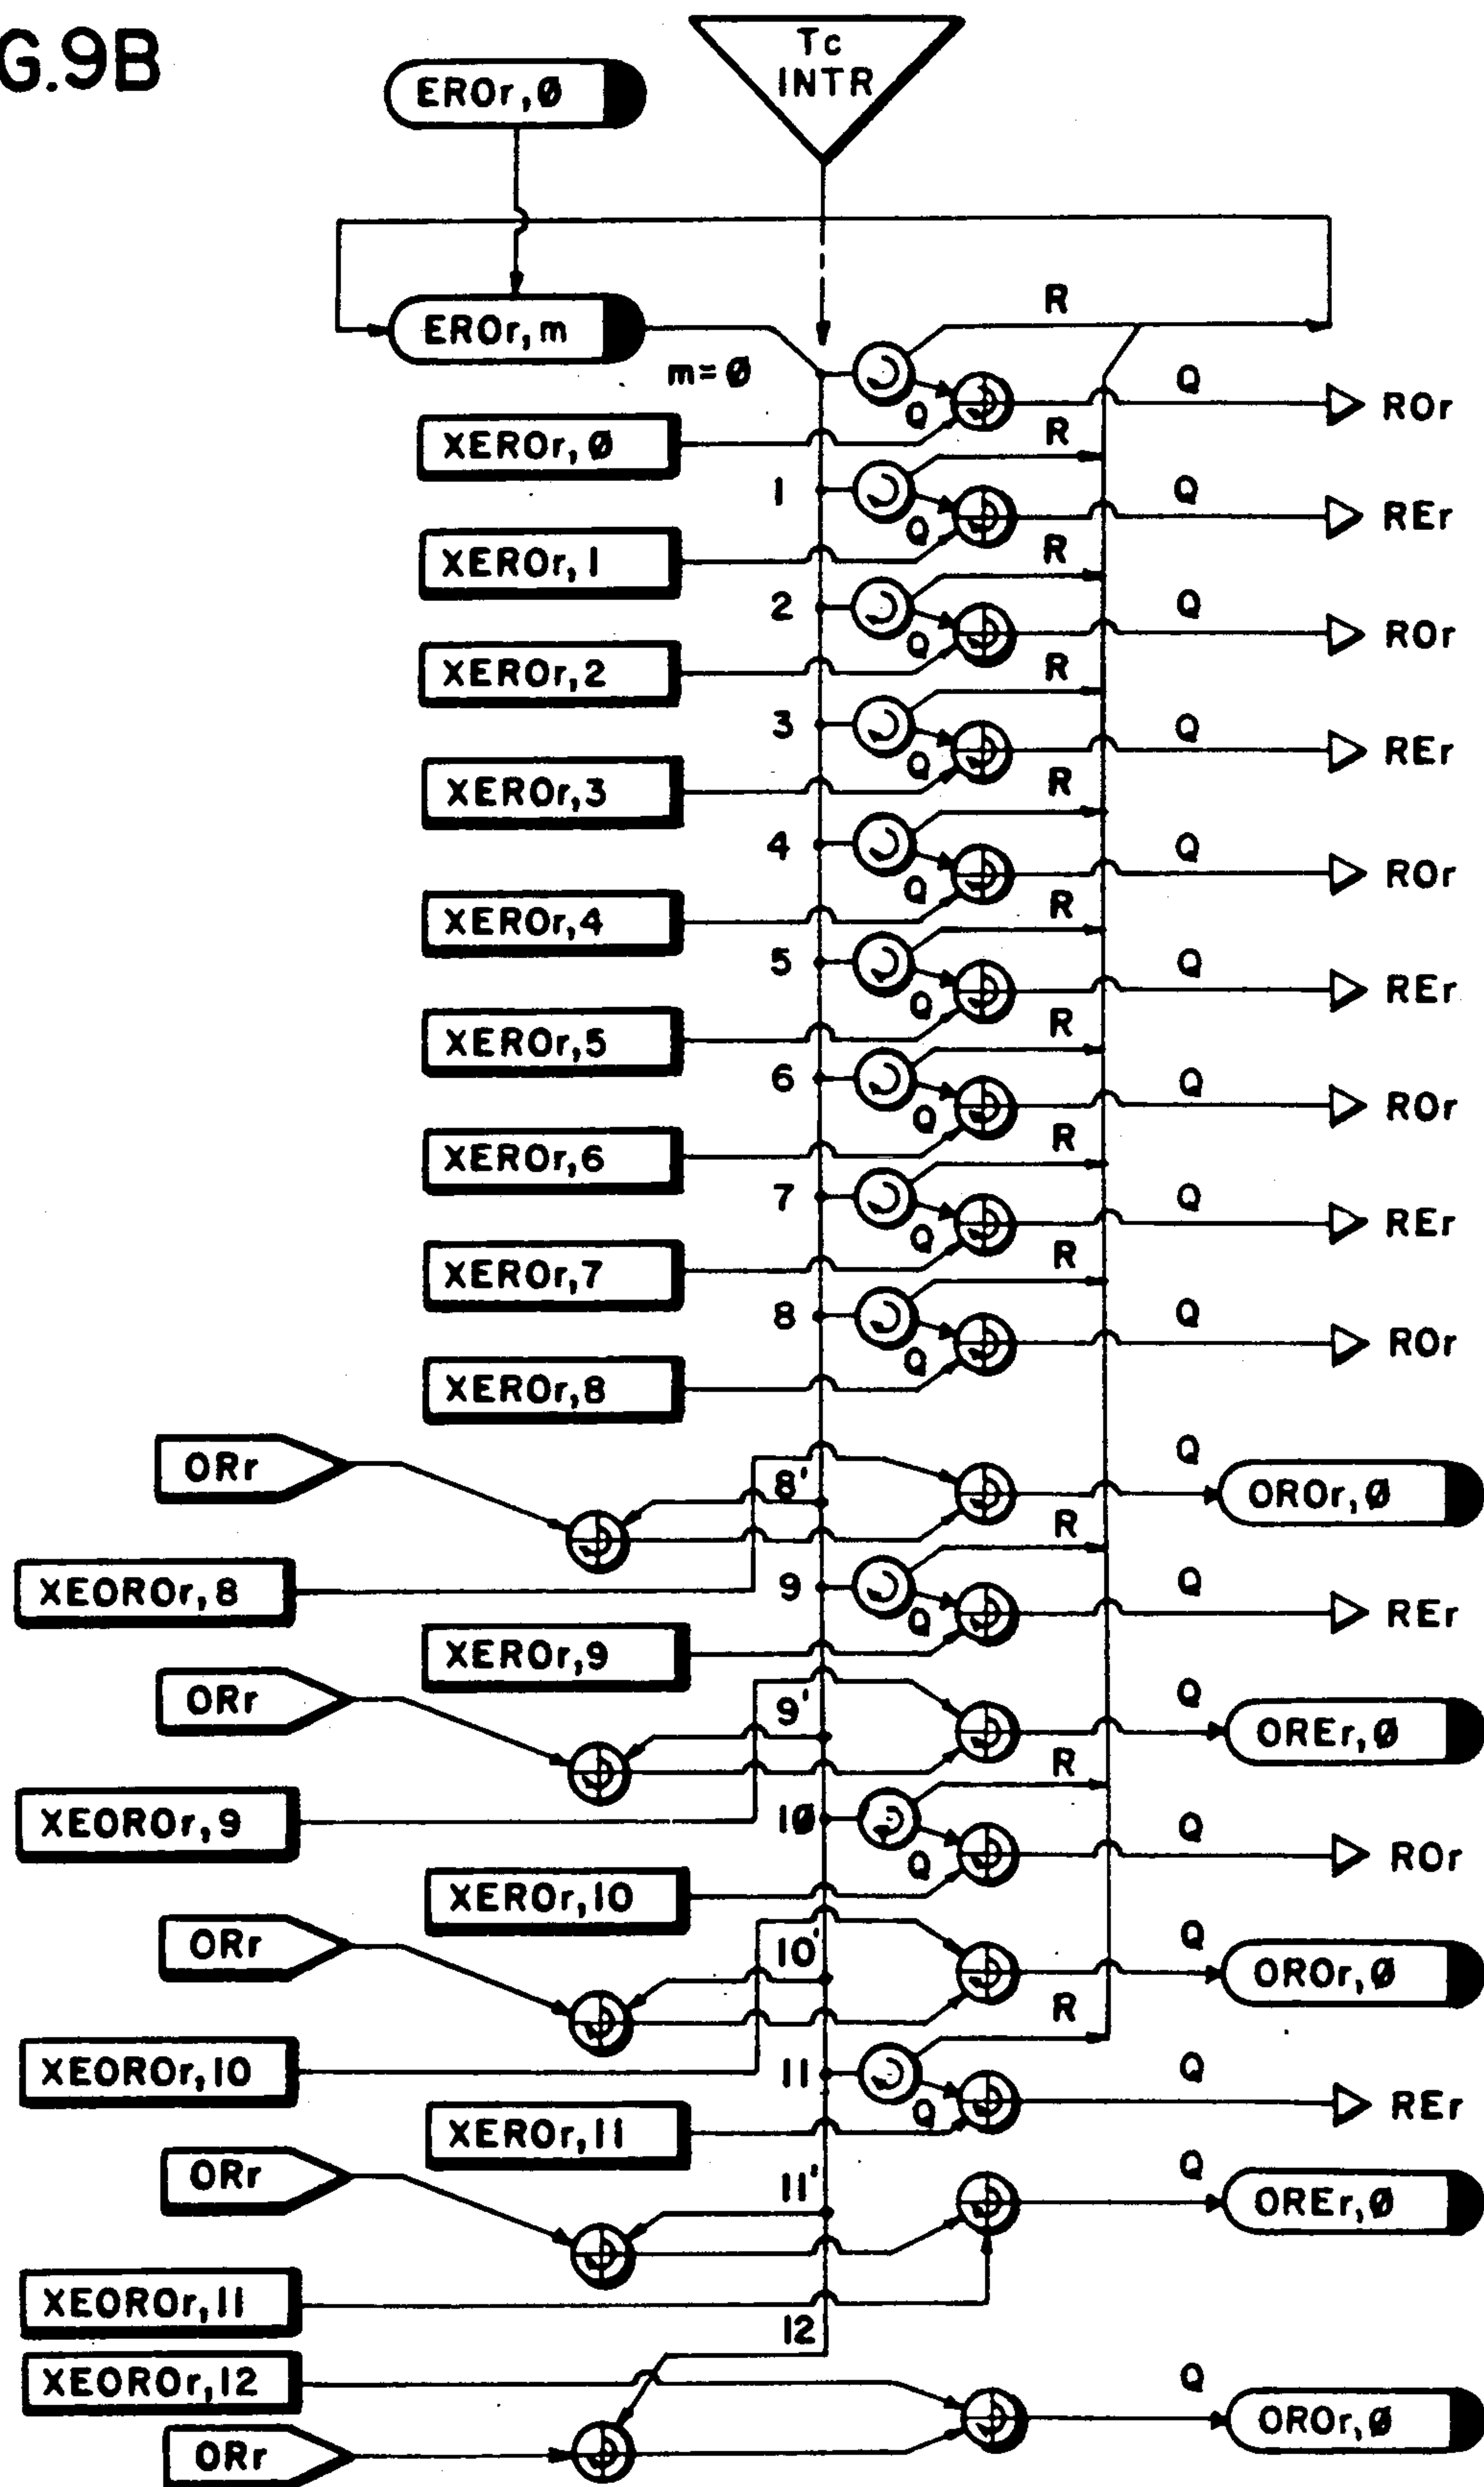 G.9B
EROr,Ø
Tc
INTR
EROr,m
R
m=Ø
Q
ROr
XEROr,Ø
Q
R
1
Q
REr
XEROr,1
Q
R
2
Q
ROr
XEROr,2
Q
R
3
Q
REr
XEROr,3
Q
R
4
Q
ROr
XEROr,4
Q
R
5
Q
REr
XEROr,5
Q
R
6
Q
ROr
XEROr,6
Q
R
7
Q
REr
XEROr,7
Q
R
8
Q
ROr
XEROr,8
Q
ORr
8'
Q
OROr,Ø
R
XEOROr,8
9
Q
REr
XEROr,9
Q
ORr
9'
Q
OREr,Ø
R
XEOROr,9
1Ø
Q
ROr
XEROr,10
Q
ORr
10'
Q
OROr,Ø
R
XEOROr,10
11
Q
REr
XEROr,11
Q
ORr
11'
Q
OREr,Ø
XEOROr,11
12
XEOROr,12
Q
OROr,Ø
ORr